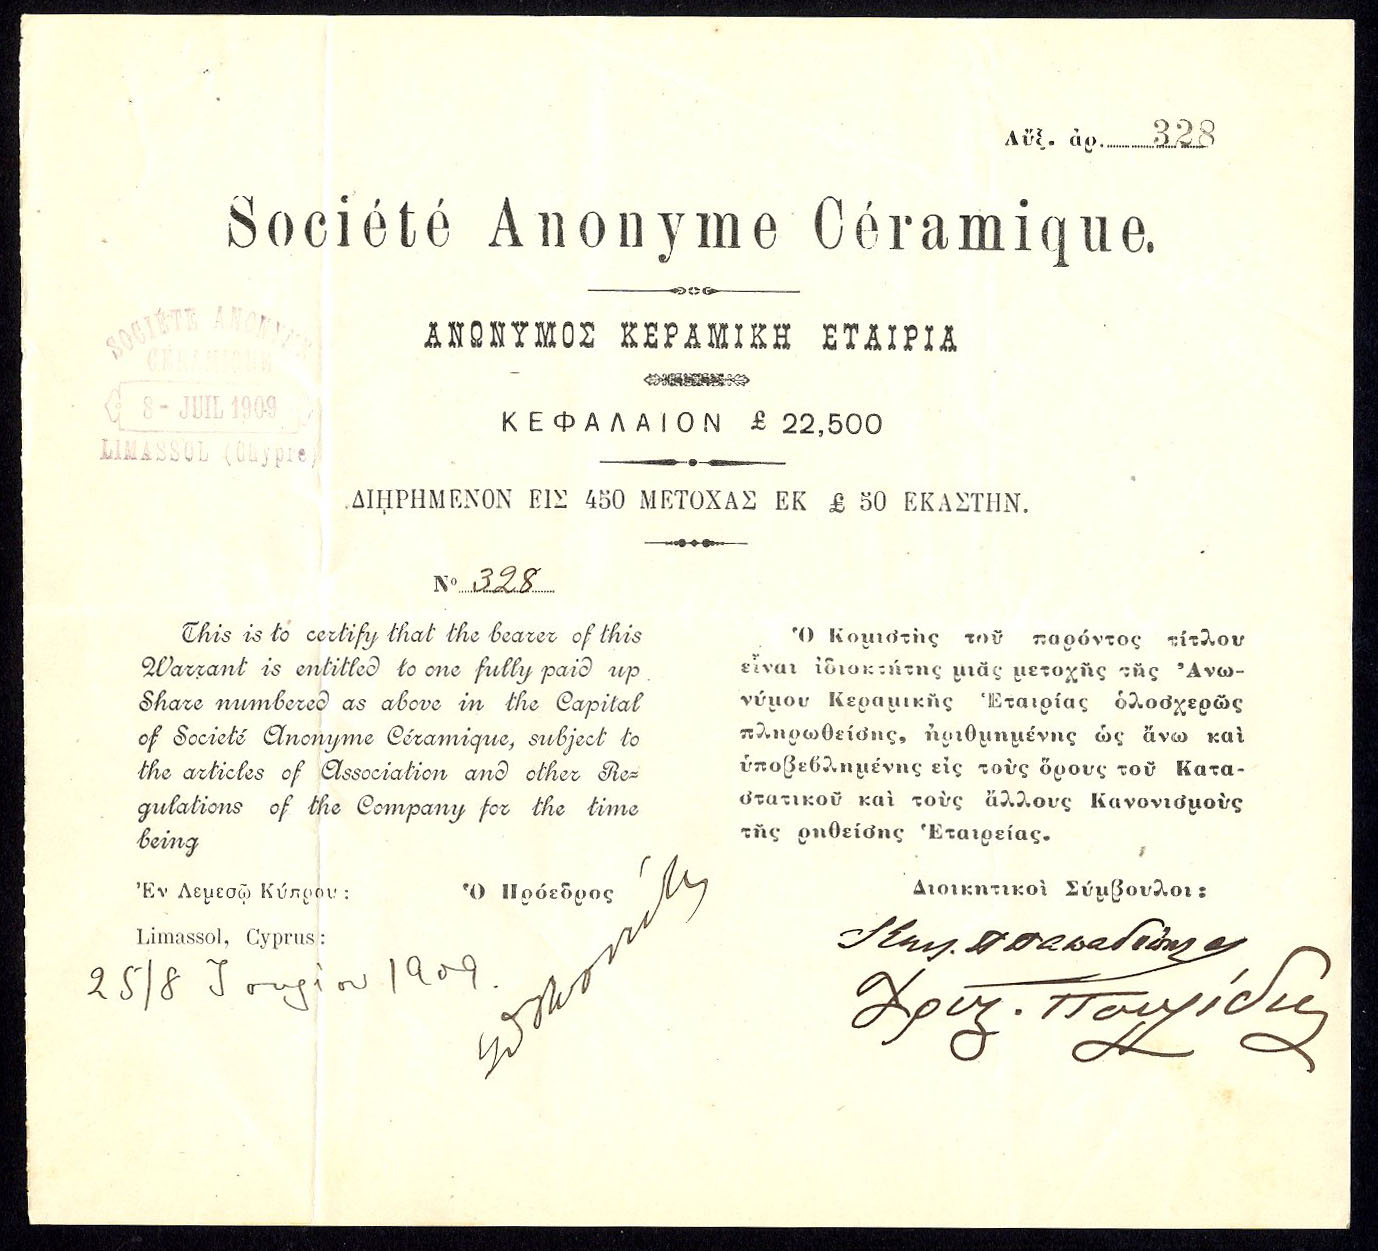 Αὔξ. ἀρ. 328
Société Anonyme Céramique.
ΑΝΩΝΥΜΟΣ ΚΕΡΑΜΙΚΗ ΕΤΑΙΡΙΑ
SOCIÉTÉ ANONYME
CÉRAMIQUE
8 - JUIL 1909
LIMASSOL (Chypre)
ΚΕΦΑΛΑΙΟΝ £ 22,500
ΔΙῌΡΗΜΕΝΟΝ ΕΙΣ 450 ΜΕΤΟΧΑΣ ΕΚ £ 50 ΕΚΑΣΤΗΝ.
Nº 328
This is to certify that the bearer of this
Warrant is entitled to one fully paid up
Share numbered as above in the Capital
of Societé Anonyme Céramique, subject to
the articles of Association and other Re=
gulations of the Company for the time
being
Ὁ Κομιστὴς τοῦ παρόντος τίτλου
εἶναι ἰδιοκτήτης μιᾶς μετοχῆς τῆς Ἀνω-
νύμου Κεραμικῆς Ἑταιρίας ὁλοσχερῶς
πληρωθείσης, ἠριθμημένης ὡς ἄνω καὶ
ὑποβεβλημένης εἰς τοὺς ὅρους τοῦ Κατα-
στατικοῦ καὶ τοὺς ἄλλους Κανονισμοὺς
τῆς ρηθείσης Ἑταιρείας.
Ἐν Λεμεσῷ Κύπρου:
Ὁ Πρόεδρος
Διοικητικοὶ Σύμβουλοι:
Limassol, Cyprus:
25/8 Ἰουλίου 1909.